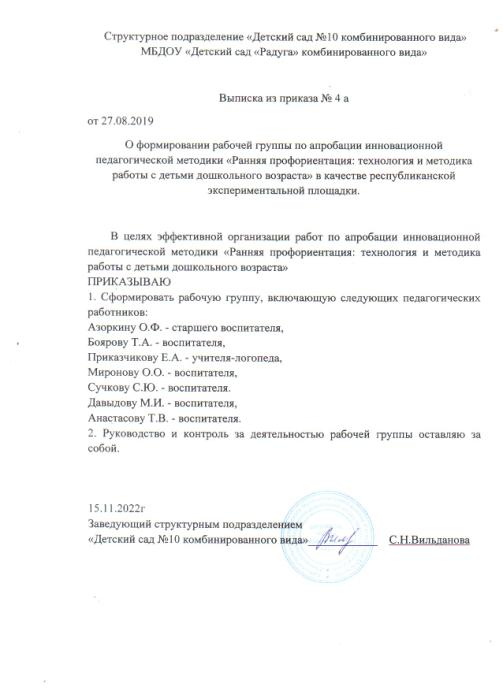 Структурное подразделение «Детский сад №10 комбинированного вида»
МБДОУ «Детский сад «Радуга» комбинированного вида»
Выписка из приказа № 4 а
от 27.08.2019
О формировании рабочей группы по апробации инновационной
педагогической методики «Ранняя профориентация: технология и методика
работы с детьми дошкольного возраста» в качестве республиканской
экспериментальной площадки.
В целях эффективной организации работ по апробации инновационной
педагогической методики «Ранняя профориентация: технология и методика
работы с детьми дошкольного возраста»
ПРИКАЗЫВАЮ
1. Сформировать рабочую группу, включающую следующих педагогических
работников:
Азоркину О.Ф. - старшего воспитателя,
Боярову Т.А. - воспитателя,
Приказчикову Е.А. - учителя-логопеда,
Миронову О.О. - воспитателя,
Сучкову С.Ю. - воспитателя.
Давыдову М.И. - воспитателя,
Анастасову Т.В. - воспитателя.
2. Руководство и контроль за деятельностью рабочей группы оставляю за
собой.
15.11.2022г
Заведующий структурным подразделением
«Детский сад №10 комбинированного вида» С.Н.Вильданова